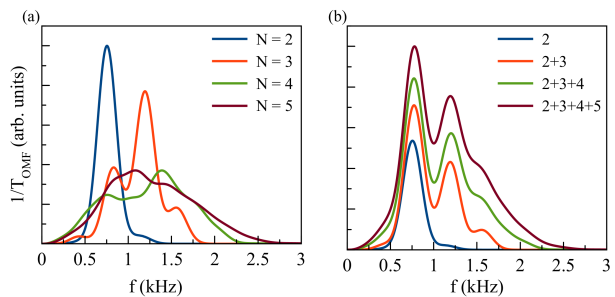 (a)
1/T_OMF (arb. units)
N = 2
N = 3
N = 4
N = 5
0 0.5 1 1.5 2 2.5 3
f (kHz)
(b)
2
2+3
2+3+4
2+3+4+5
0 0.5 1 1.5 2 2.5 3
f (kHz)